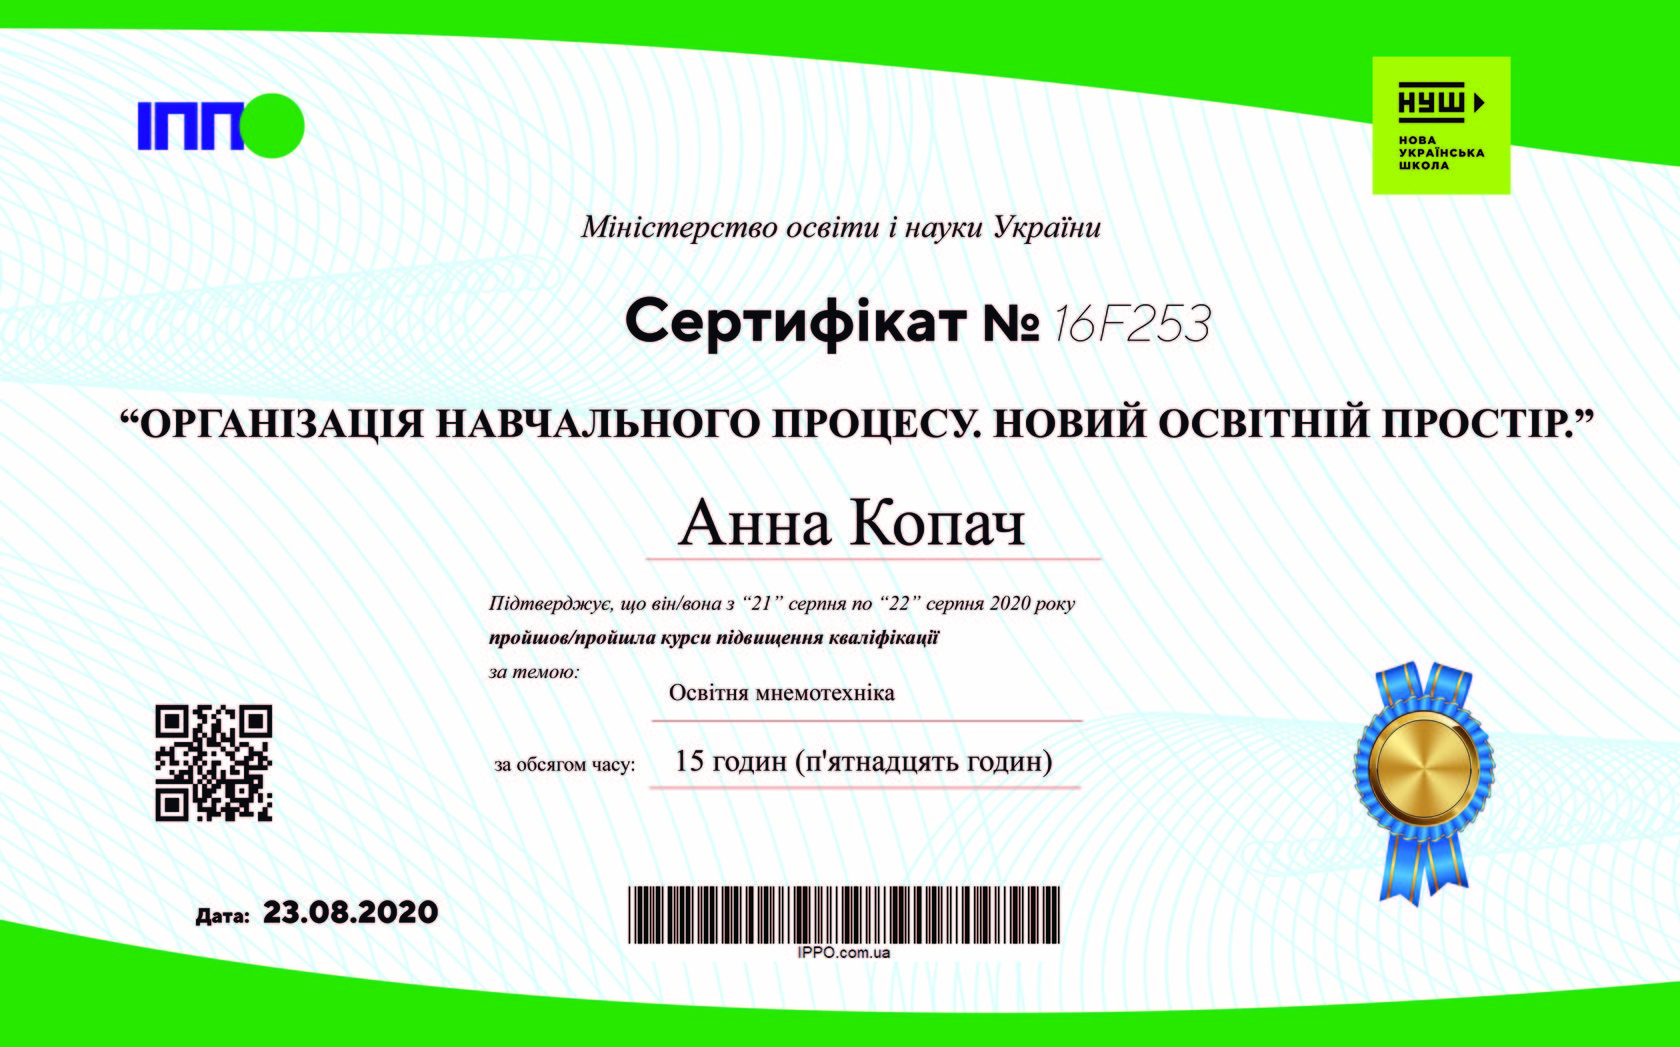 ІППО
НУШ
НОВА
УКРАЇНСЬКА
ШКОЛА
Міністерство освіти і науки України
Сертифікат № 16F253
“ОРГАНІЗАЦІЯ НАВЧАЛЬНОГО ПРОЦЕСУ. НОВИЙ ОСВІТНІЙ ПРОСТІР.”
Анна Копач
Підтверджує, що він/вона з “21” серпня по “22” серпня 2020 року
пройшов/пройшла курси підвищення кваліфікації
за темою:
Освітня мнемотехніка
за обсягом часу: 15 годин (п'ятнадцять годин)
Дата: 23.08.2020
IPPO.com.ua